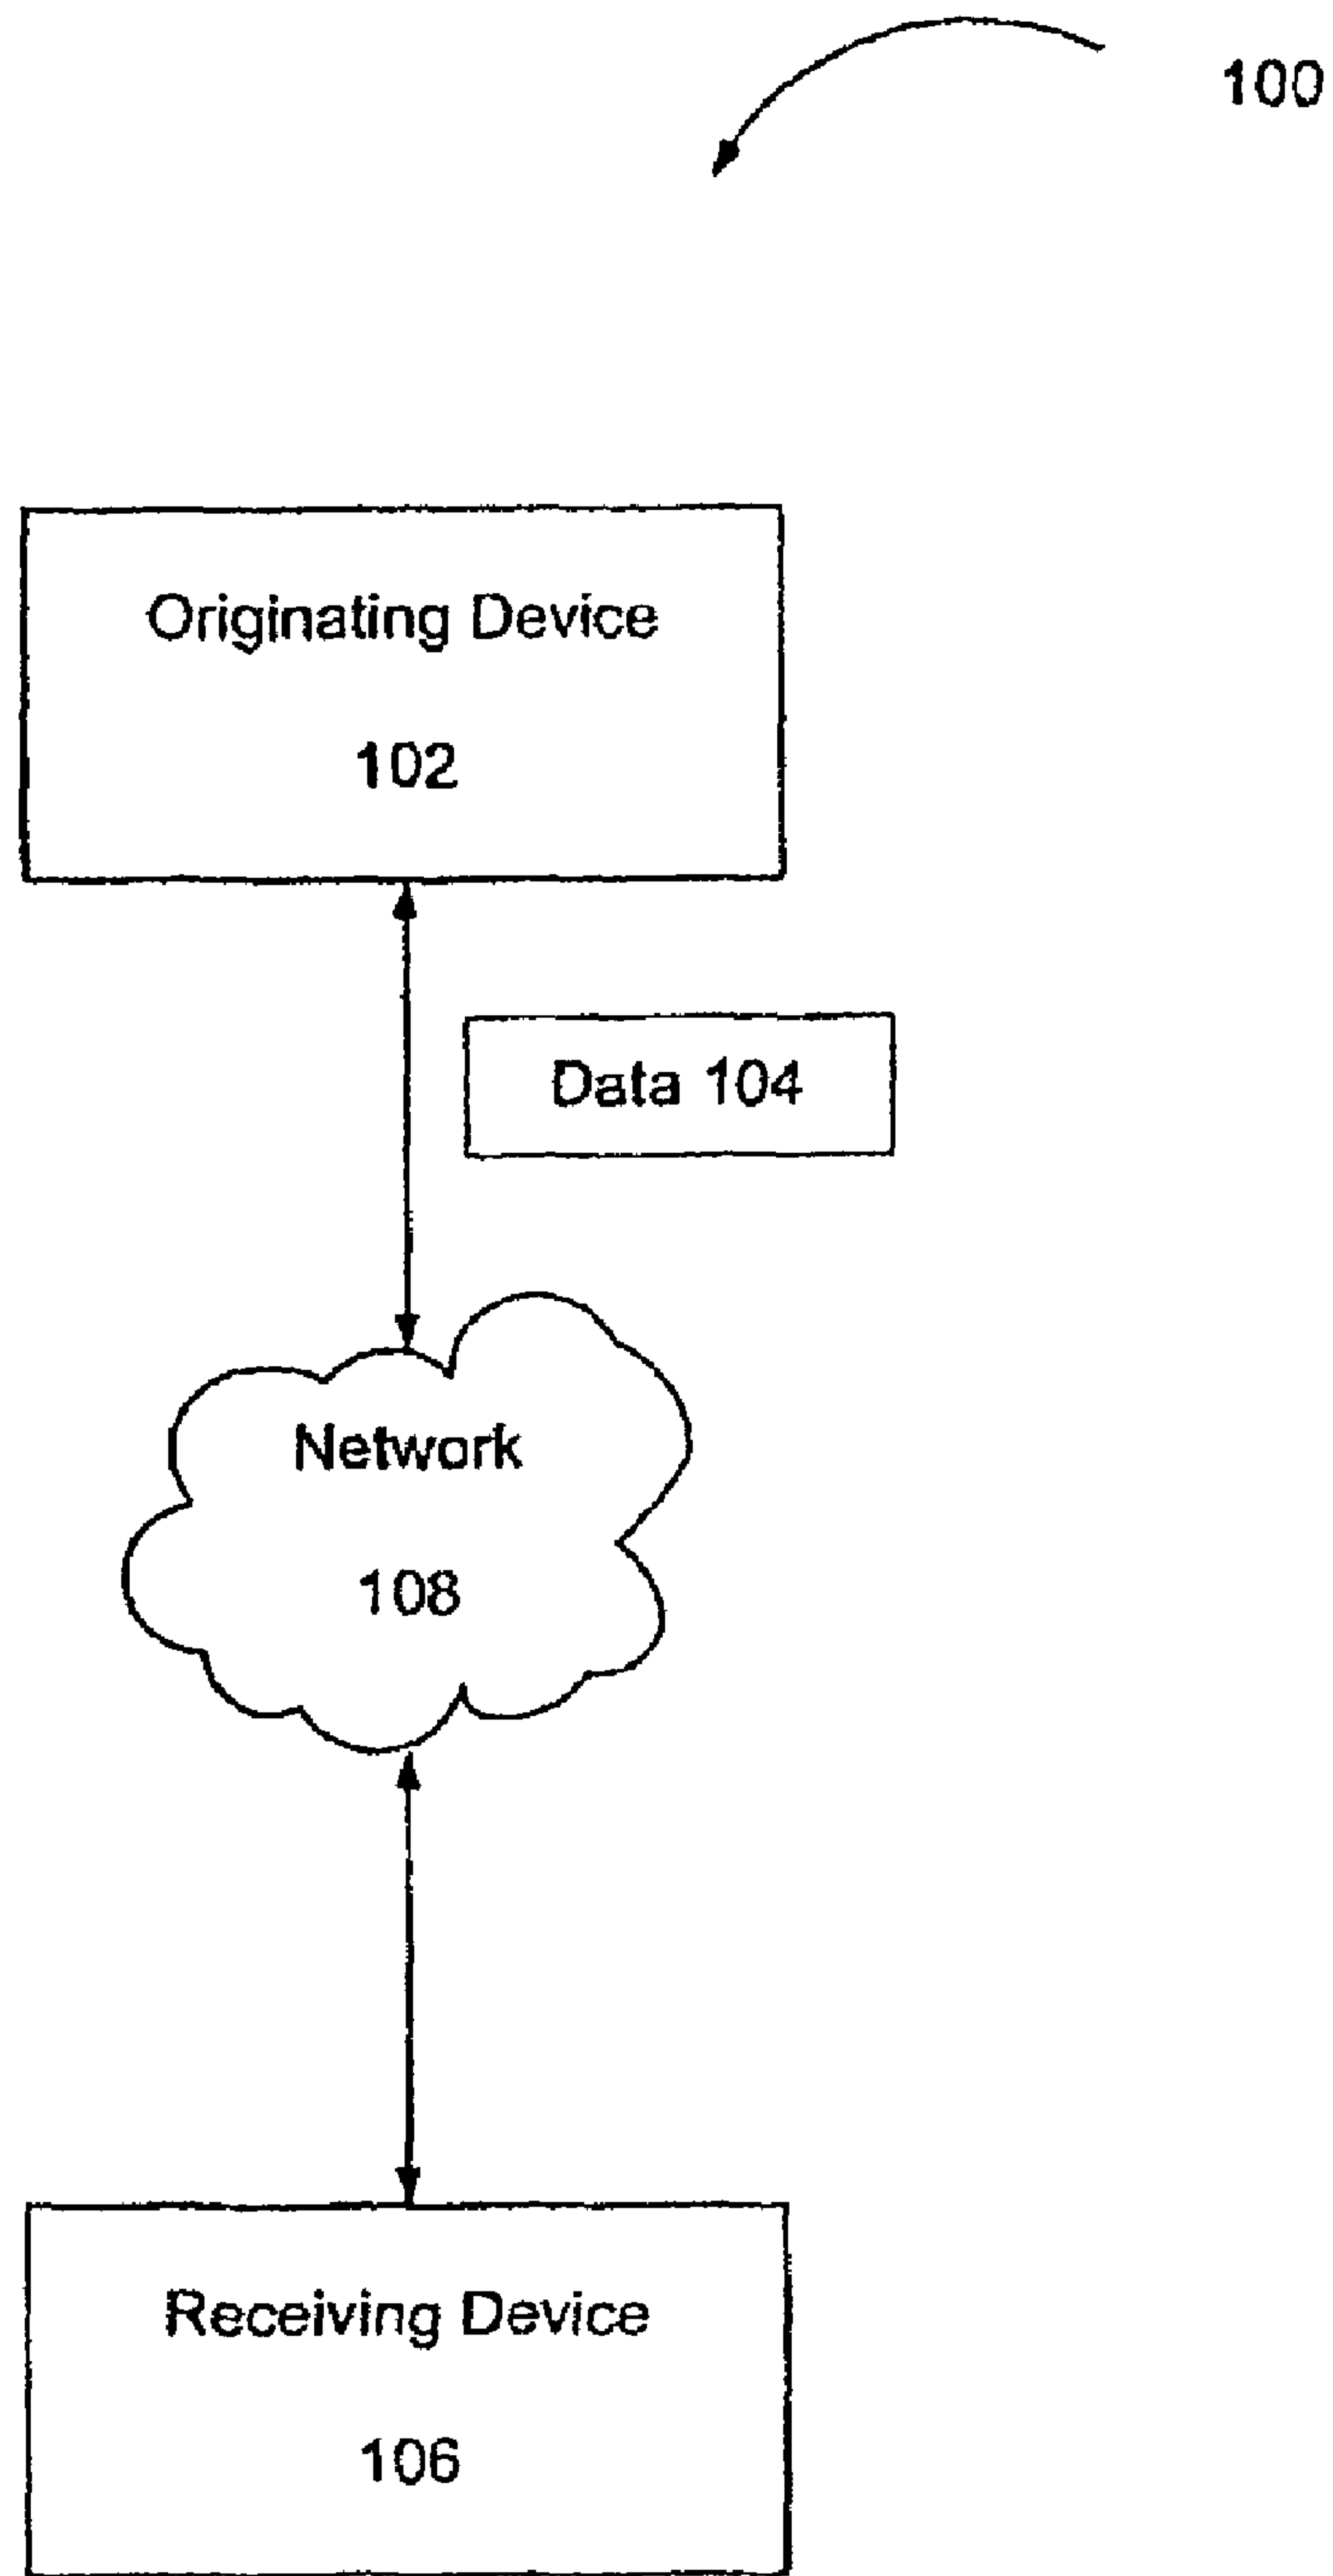 100
Originating Device
102
Data 104
Network
108
Receiving Device
106